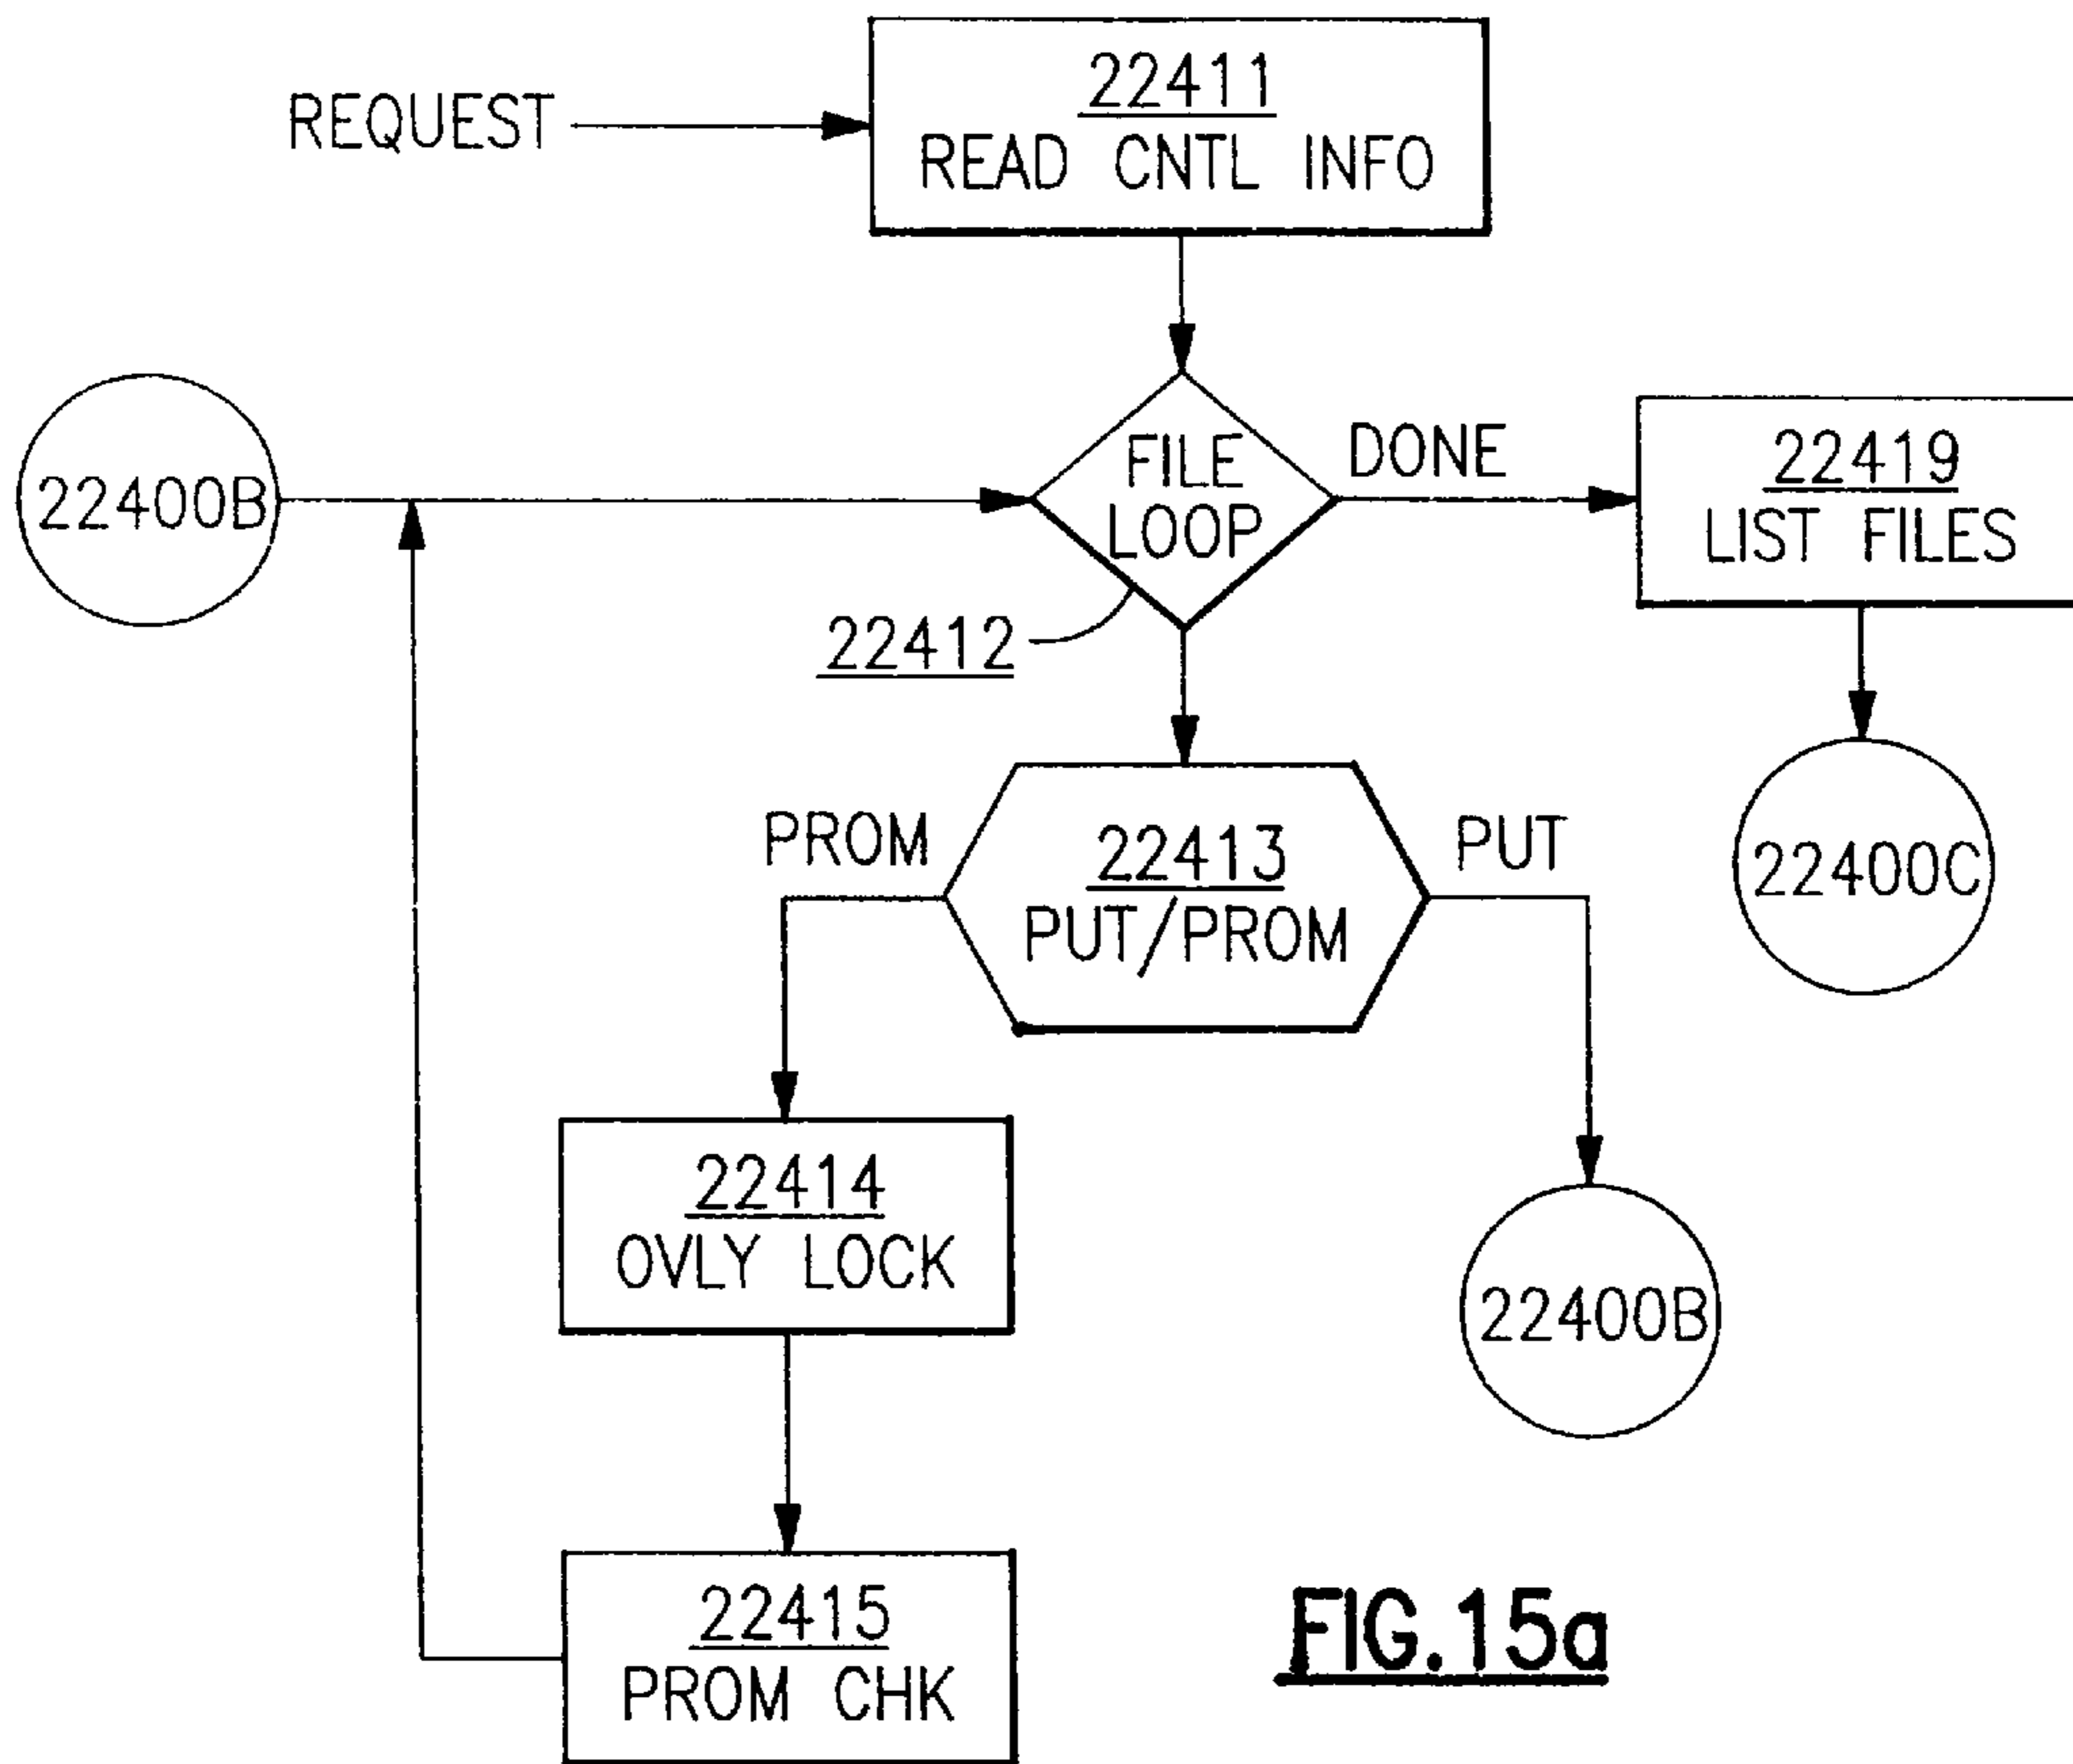 22411
REQUEST
READ CNTL INFO
DONE
FILE
LOOP
22419
LIST FILES
22400B
22412
PROM
PUT
22413
PUT/PROM
22400C
22414
OVLY LOCK
22400B
22415
PROM CHK
FIG.15a